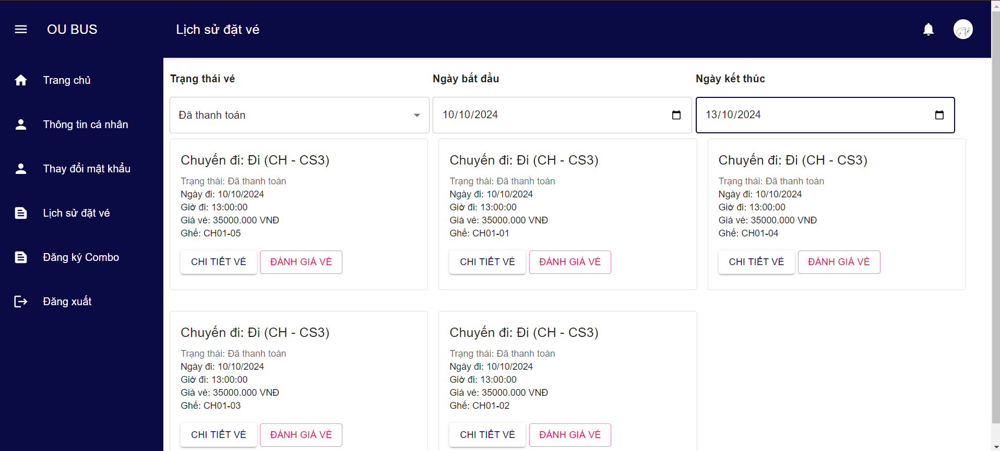 OU BUS
Lịch sử đặt vé
Trang chủ
Thông tin cá nhân
Thay đổi mật khẩu
Lịch sử đặt vé
Đăng ký Combo
Đăng xuất
Trạng thái vé
Ngày bắt đầu
Ngày kết thúc
Đã thanh toán
10/10/2024
13/10/2024
Chuyến đi: Đi (CH - CS3)
Trạng thái: Đã thanh toán
Ngày đi: 10/10/2024
Giờ đi: 13:00:00
Giá vé: 35000.000 VNĐ
Ghế: CH01-05
CHI TIẾT VÉ
ĐÁNH GIÁ VÉ
Chuyến đi: Đi (CH - CS3)
Trạng thái: Đã thanh toán
Ngày đi: 10/10/2024
Giờ đi: 13:00:00
Giá vé: 35000.000 VNĐ
Ghế: CH01-01
CHI TIẾT VÉ
ĐÁNH GIÁ VÉ
Chuyến đi: Đi (CH - CS3)
Trạng thái: Đã thanh toán
Ngày đi: 10/10/2024
Giờ đi: 13:00:00
Giá vé: 35000.000 VNĐ
Ghế: CH01-04
CHI TIẾT VÉ
ĐÁNH GIÁ VÉ
Chuyến đi: Đi (CH - CS3)
Trạng thái: Đã thanh toán
Ngày đi: 10/10/2024
Giờ đi: 13:00:00
Giá vé: 35000.000 VNĐ
Ghế: CH01-03
CHI TIẾT VÉ
ĐÁNH GIÁ VÉ
Chuyến đi: Đi (CH - CS3)
Trạng thái: Đã thanh toán
Ngày đi: 10/10/2024
Giờ đi: 13:00:00
Giá vé: 35000.000 VNĐ
Ghế: CH01-02
CHI TIẾT VÉ
ĐÁNH GIÁ VÉ